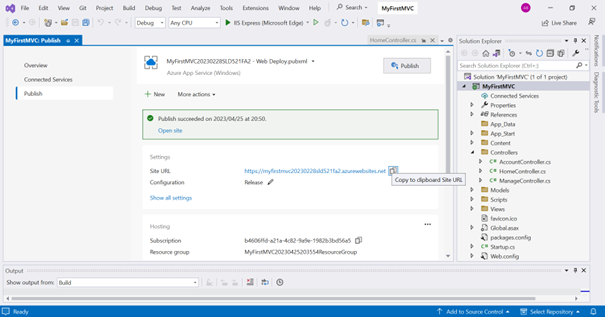 File Edit View Git Project Build Debug Test Analyze Tools Extensions Window Help Search MyFirstMVC
Debug Any CPU IIS Express (Microsoft Edge) Live Share
MyFirstMVC: Publish HomeController.cs
Overview
Connected Services
Publish
MyFirstMVC20230228SLD521FA2 - Web Deploy.pubxml
Azure App Service (Windows)
Publish
New More actions
Publish succeeded on 2023/04/25 at 20:50.
Open site
Settings
Site URL https://myfirstmvc20230228sld521fa2.azurewebsites.net
Copy to clipboard Site URL
Configuration Release
Show all settings
Hosting
Subscription b4606ffd-a21a-4c82-9a9e-1982b3bd56a5
Resource group MyFirstMVC20230425203554ResourceGroup
Solution Explorer
Search Solution Explorer (Ctrl+;)
Solution 'MyFirstMVC' (1 of 1 project)
MyFirstMVC
Connected Services
Properties
References
App_Data
App_Start
Content
Controllers
AccountController.cs
HomeController.cs
ManageController.cs
Models
Scripts
Views
favicon.ico
Global.asax
packages.config
Startup.cs
Web.config
Notifications
Diagnostic Tools
Output
Show output from: Build
Ready Add to Source Control Select Repository